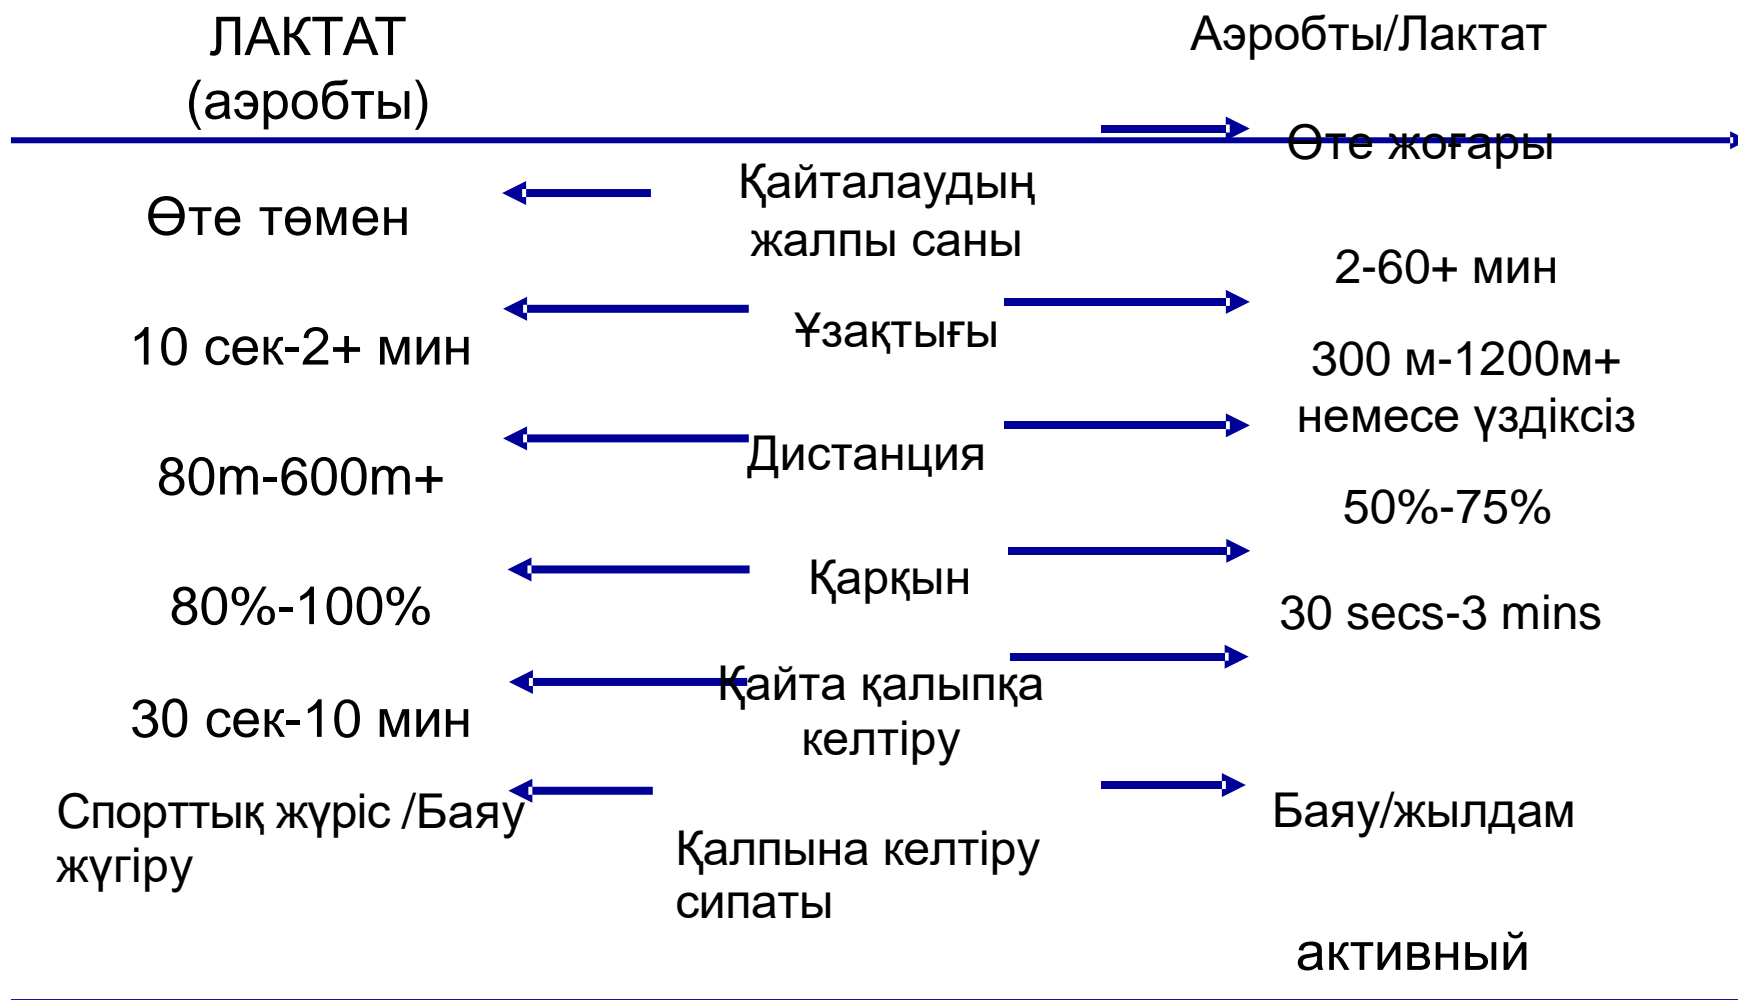 ЛАКТАТ
(аэробты)
Аэробты/Лактат
Өте жоғары
Қайталаудың
жалпы саны
Өте төмен
2-60+ мин
Ұзақтығы
10 сек-2+ мин
300 м-1200м+
немесе үздіксіз
Дистанция
80m-600m+
50%-75%
Қарқын
80%-100%
30 secs-3 mins
Қайта қалыпқа
келтіру
30 сек-10 мин
Спорттық жүріс /Баяу
жүгіру
Баяу/жылдам
Қалпына келтіру
сипаты
активный